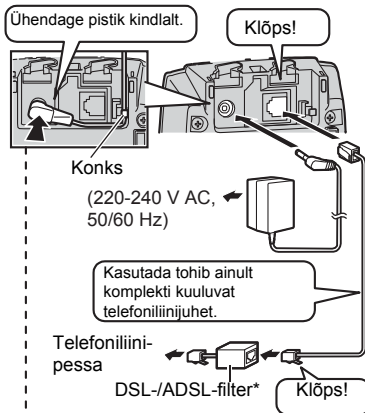 Ühendage pistik kindlalt.
Klõps!
Konks
(220-240 V AC,
50/60 Hz)
Kasutada tohib ainult
komplekti kuuluvat
telefoniliinijuhet.
Telefoniliini-
pessa
DSL-/ADSL-filter*
Klõps!